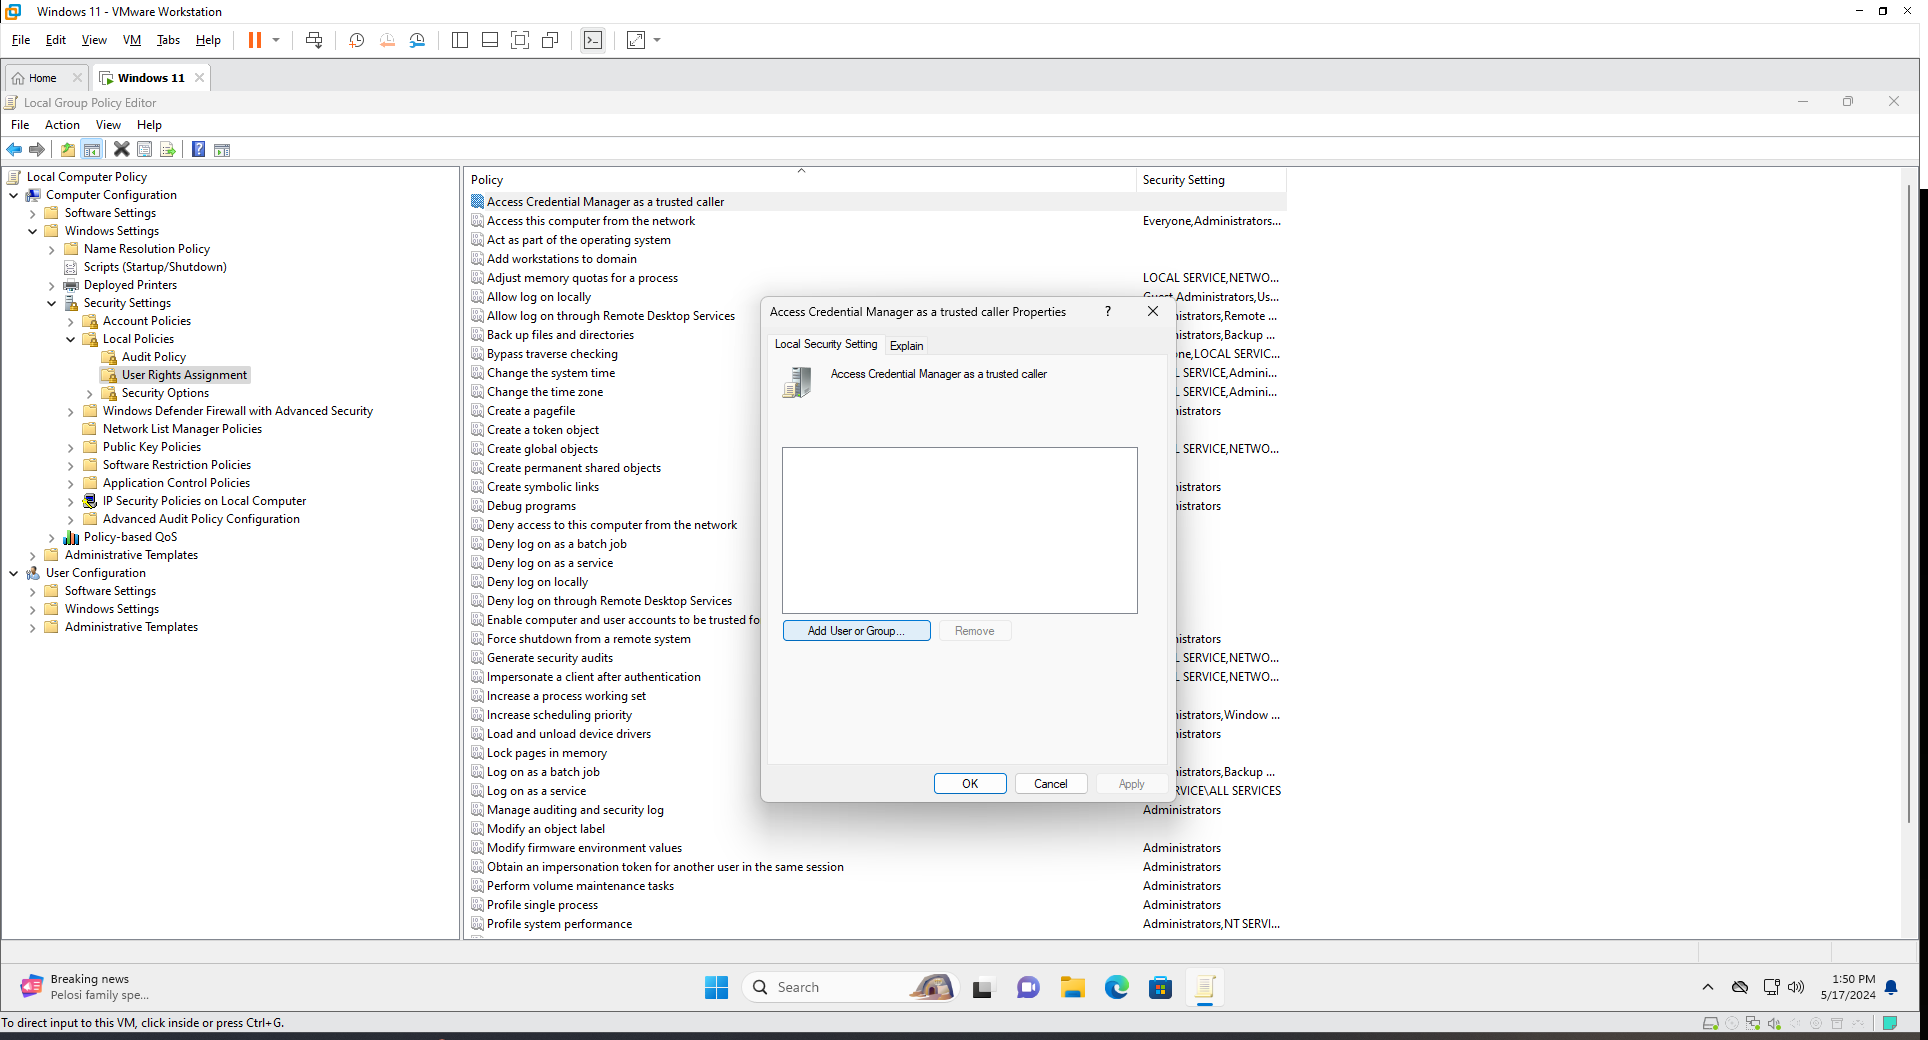 Windows 11 - VMware Workstation
File Edit View VM Tabs Help
Home Windows 11
Local Group Policy Editor
File Action View Help
Local Computer Policy
Computer Configuration
Software Settings
Windows Settings
Name Resolution Policy
Scripts (Startup/Shutdown)
Deployed Printers
Security Settings
Account Policies
Local Policies
Audit Policy
User Rights Assignment
Security Options
Windows Defender Firewall with Advanced Security
Network List Manager Policies
Public Key Policies
Software Restriction Policies
Application Control Policies
IP Security Policies on Local Computer
Advanced Audit Policy Configuration
Policy-based QoS
Administrative Templates
User Configuration
Software Settings
Windows Settings
Administrative Templates
Policy Security Setting
Access Credential Manager as a trusted caller
Access this computer from the network Everyone,Administrators...
Act as part of the operating system
Add workstations to domain
Adjust memory quotas for a process LOCAL SERVICE,NETWO...
Allow log on locally Administrators,Us...
Allow log on through Remote Desktop Services istrators,Remote ...
Back up files and directories istrators,Backup ...
Bypass traverse checking ne,LOCAL SERVIC...
Change the system time SERVICE,Admini...
Change the time zone SERVICE,Admini...
Create a pagefile istrators
Create a token object
Create global objects SERVICE,NETWO...
Create permanent shared objects
Create symbolic links istrators
Debug programs istrators
Deny access to this computer from the network
Deny log on as a batch job
Deny log on as a service
Deny log on locally
Deny log on through Remote Desktop Services
Enable computer and user accounts to be trusted fo
Force shutdown from a remote system istrators
Generate security audits SERVICE,NETWO...
Impersonate a client after authentication SERVICE,NETWO...
Increase a process working set
Increase scheduling priority istrators,Window ...
Load and unload device drivers istrators
Lock pages in memory
Log on as a batch job istrators,Backup ...
Log on as a service RVICE\ALL SERVICES
Manage auditing and security log Administrators
Modify an object label
Modify firmware environment values Administrators
Obtain an impersonation token for another user in the same session Administrators
Perform volume maintenance tasks Administrators
Profile single process Administrators
Profile system performance Administrators,NT SERVI...
Access Credential Manager as a trusted caller Properties ?
Local Security Setting Explain
Access Credential Manager as a trusted caller
Add User or Group... Remove
OK Cancel Apply
Breaking news
Pelosi family spe...
Search
1:50 PM
5/17/2024
To direct input to this VM, click inside or press Ctrl+G.